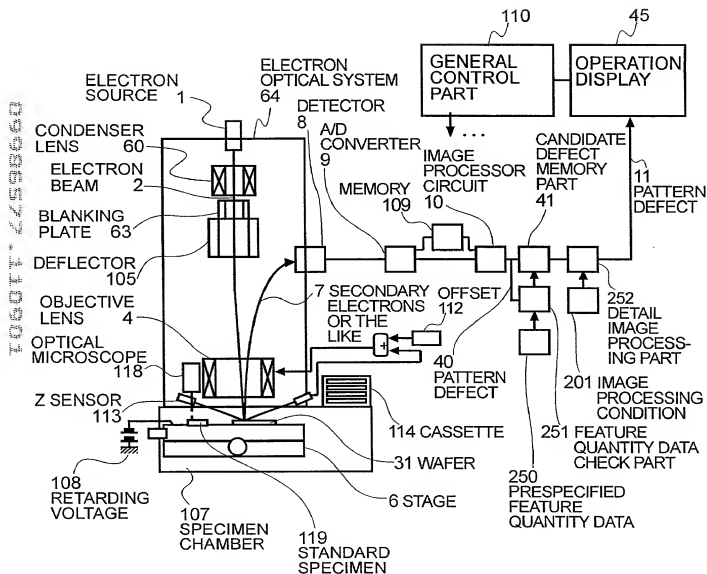 110
GENERAL
CONTROL
PART
45
OPERATION
DISPLAY
ELECTRON
SOURCE
1
ELECTRON
OPTICAL SYSTEM
64
DETECTOR
8
A/D
CONVERTER
9
...
CONDENSER
LENS
60
ELECTRON
BEAM
2
BLANKING
PLATE
63
DEFLECTOR
105
MEMORY
109
IMAGE
PROCESSOR
CIRCUIT
10
CANDIDATE
DEFECT
MEMORY
PART
41
11
PATTERN
DEFECT
OBJECTIVE
LENS
4
OPTICAL
MICROSCOPE
118
Z SENSOR
113
7 SECONDARY
ELECTRONS
OR THE
LIKE
OFFSET
112
+
40
PATTERN
DEFECT
252
DETAIL
IMAGE
PROCESS-
ING PART
201 IMAGE
PROCESSING
CONDITION
251 FEATURE
QUANTITY DATA
CHECK PART
250
PRESPECIFIED
FEATURE
QUANTITY DATA
114 CASSETTE
31 WAFER
6 STAGE
108
RETARDING
VOLTAGE
107
SPECIMEN
CHAMBER
119
STANDARD
SPECIMEN